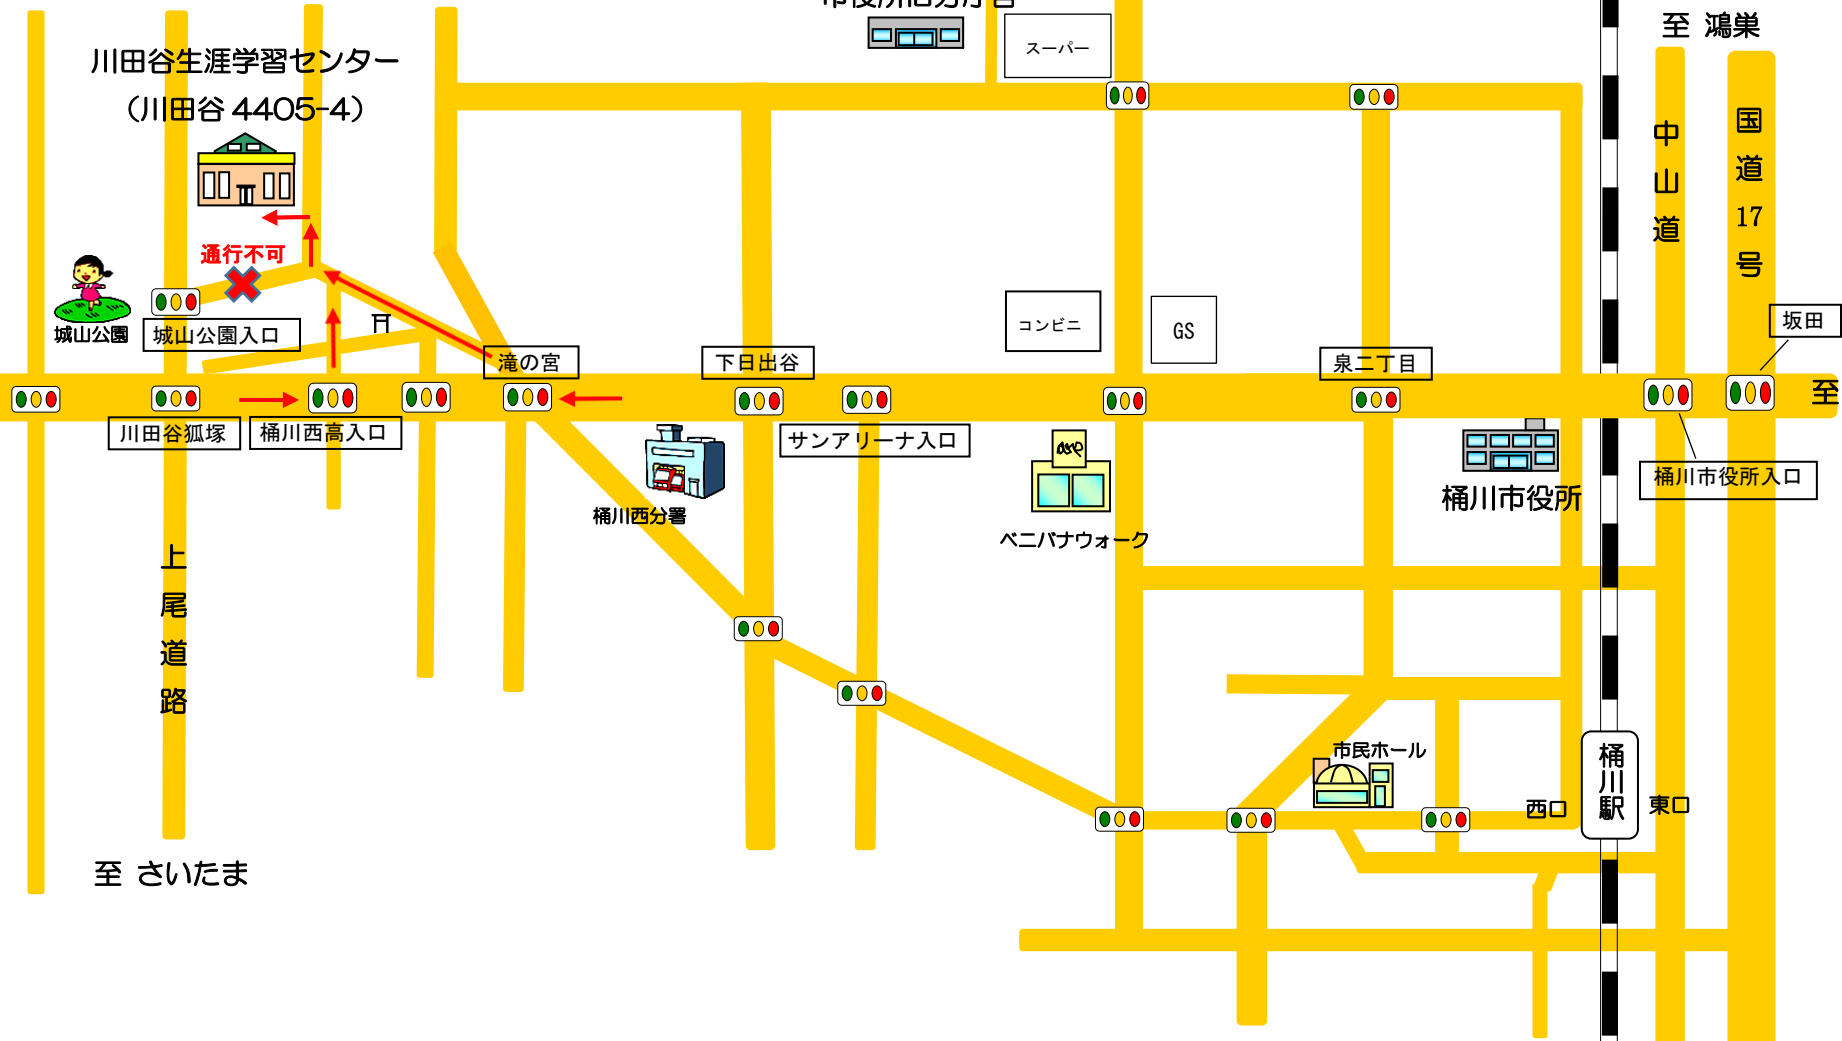 スーパー
至 鴻巣
川田谷生涯学習センター
（川田谷 4405-4）
中山道
国道17号
通行不可
城山公園
城山公園入口
コンビニ
GS
坂田
滝の宮
下日出谷
泉二丁目
至
川田谷狐塚
桶川西高入口
サンアリーナ入口
桶川市役所入口
桶川市役所
桶川西分署
ベニバナウォーク
上尾道路
市民ホール
桶川駅
西口
東口
至 さいたま